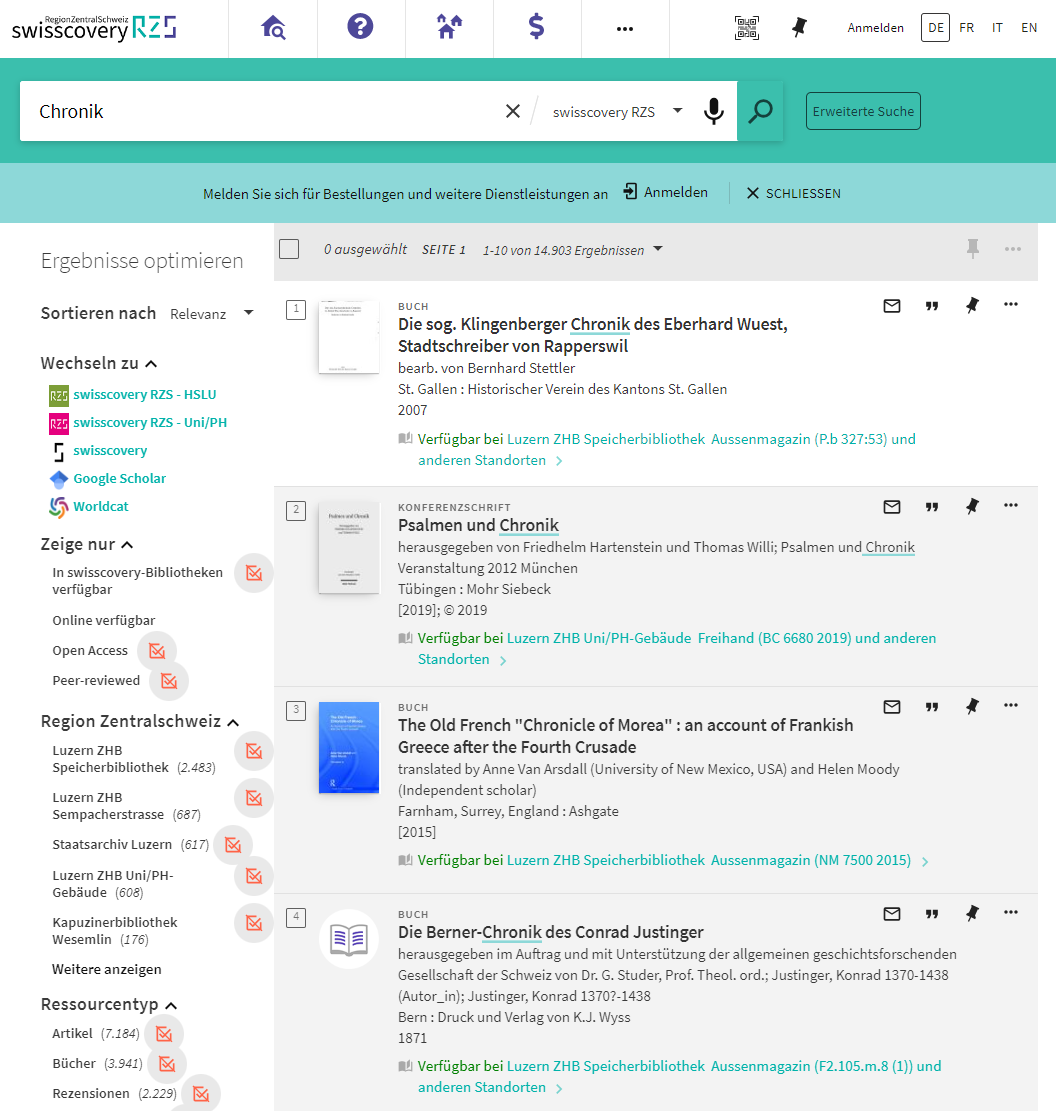 RegionZentralSchweiz
swisscovery RZS
?
$
Anmelden
DE FR IT EN
Chronik
swisscovery RZS
Erweiterte Suche
Melden Sie sich für Bestellungen und weitere Dienstleistungen an
Anmelden
SCHLIESSEN
Ergebnisse optimieren
Sortieren nach Relevanz
Wechseln zu
RZS swisscovery RZS - HSLU
RZS swisscovery RZS - Uni/PH
swisscovery
Google Scholar
Worldcat
Zeige nur
In swisscovery-Bibliotheken
verfügbar
Online verfügbar
Open Access
Peer-reviewed
Region Zentralschweiz
Luzern ZHB
Speicherbibliothek (2.483)
Luzern ZHB
Sempacherstrasse (687)
Staatsarchiv Luzern (617)
Luzern ZHB Uni/PH-
Gebäude (608)
Kapuzinerbibliothek
Wesemlin (176)
Weitere anzeigen
Ressourcentyp
Artikel (7.184)
Bücher (3.941)
Rezensionen (2.229)
0 ausgewählt SEITE 1 1-10 von 14.903 Ergebnissen
1
BUCH
Die sog. Klingenberger Chronik des Eberhard Wuest,
Stadtschreiber von Rapperswil
bearb. von Bernhard Stettler
St. Gallen : Historischer Verein des Kantons St. Gallen
2007
Verfügbar bei Luzern ZHB Speicherbibliothek Aussenmagazin (P.b 327:53) und
anderen Standorten
2
Psalmen und Chronik
KONFERENZSCHRIFT
Psalmen und Chronik
herausgegeben von Friedhelm Hartenstein und Thomas Willi; Psalmen und Chronik
Veranstaltung 2012 München
Tübingen : Mohr Siebeck
[2019]; © 2019
Verfügbar bei Luzern ZHB Uni/PH-Gebäude Freihand (BC 6680 2019) und anderen
Standorten
3
BUCH
The Old French "Chronicle of Morea" : an account of Frankish
Greece after the Fourth Crusade
translated by Anne Van Arsdall (University of New Mexico, USA) and Helen Moody
(Independent scholar)
Farnham, Surrey, England : Ashgate
[2015]
Verfügbar bei Luzern ZHB Speicherbibliothek Aussenmagazin (NM 7500 2015)
4
BUCH
Die Berner-Chronik des Conrad Justinger
herausgegeben im Auftrag und mit Unterstützung der allgemeinen geschichtsforschenden
Gesellschaft der Schweiz von Dr. G. Studer, Prof. Theol. ord.; Justinger, Konrad 1370-1438
(Autor_in); Justinger, Konrad 1370?-1438
Bern : Druck und Verlag von K.J. Wyss
1871
Verfügbar bei Luzern ZHB Speicherbibliothek Aussenmagazin (F2.105.m.8 (1)) und
anderen Standorten